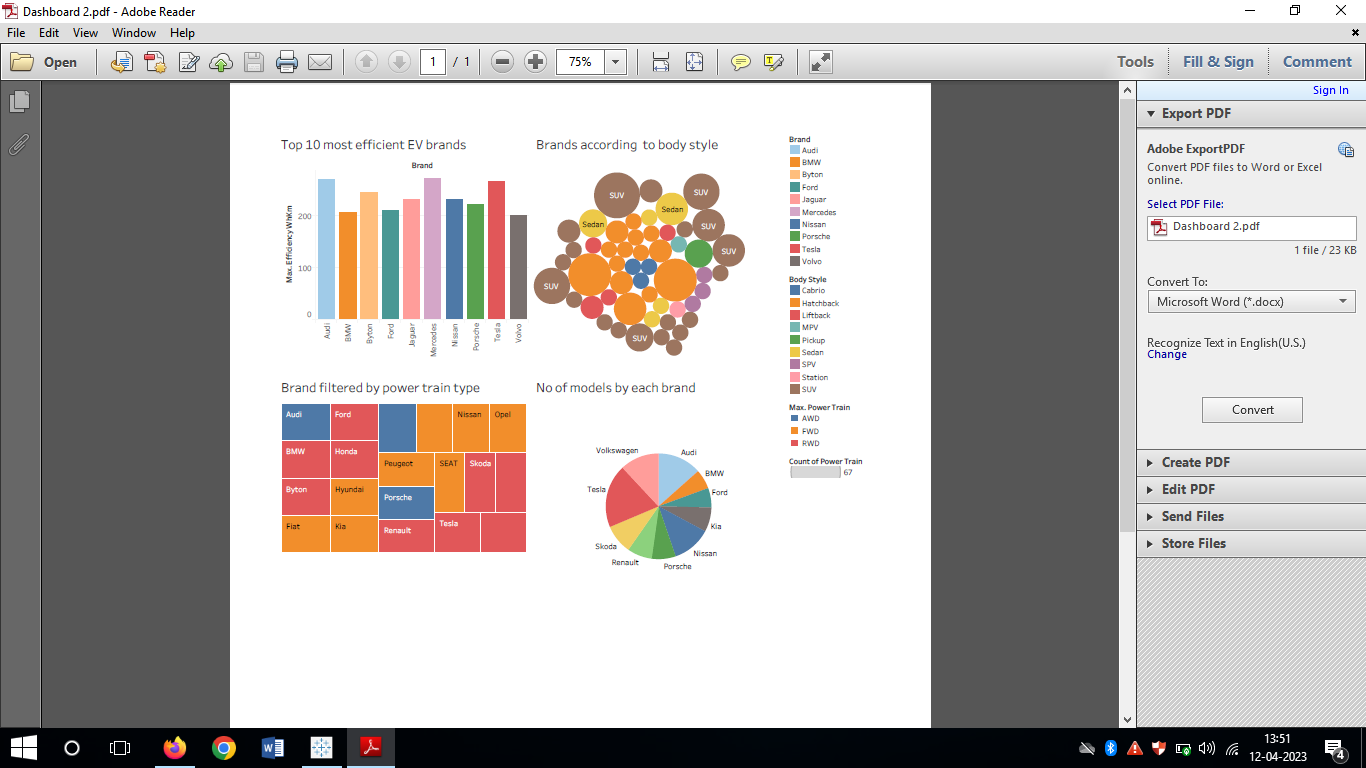 Dashboard 2.pdf - Adobe Reader
File Edit View Window Help
Open
1 / 1
75%
Tools Fill & Sign Comment
Sign In
Export PDF
Adobe ExportPDF
Convert PDF files to Word or Excel
online.
Select PDF File:
Dashboard 2.pdf
1 file / 23 KB
Convert To:
Microsoft Word (*.docx)
Recognize Text in English(U.S.)
Change
Convert
Create PDF
Edit PDF
Send Files
Store Files
Top 10 most efficient EV brands
Brand
Max. Efficiency WhKm
200
100
0
Audi
BMW
Byton
Ford
Jaguar
Mercedes
Nissan
Porsche
Tesla
Volvo
Brands according to body style
SUV
SUV
Sedan
Sedan
SUV
SUV
SUV
SUV
Brand
Audi
BMW
Byton
Ford
Jaguar
Mercedes
Nissan
Porsche
Tesla
Volvo
Body Style
Cabrio
Hatchback
Liftback
MPV
Pickup
Sedan
SPV
Station
SUV
Max. Power Train
AWD
FWD
RWD
Count of Power Train
67
Brand filtered by power train type
Audi
Ford
Nissan
Opel
BMW
Honda
Peugeot
SEAT
Skoda
Byton
Hyundai
Porsche
Fiat
Kia
Renault
Tesla
No of models by each brand
Volkswagen
Audi
BMW
Tesla
Ford
Kia
Skoda
Nissan
Renault
Porsche
13:51
12-04-2023
4